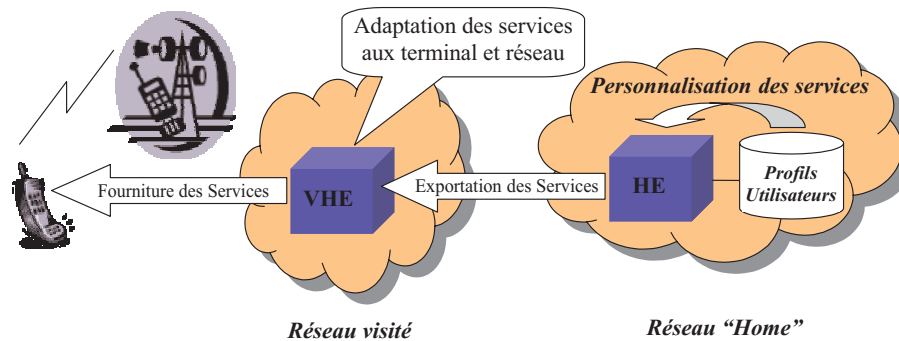 Adaptation des services
aux terminal et réseau
Personnalisation des services
Fourniture des Services
VHE
Exportation des Services
HE
Profils
Utilisateurs
Réseau visité
Réseau “Home”